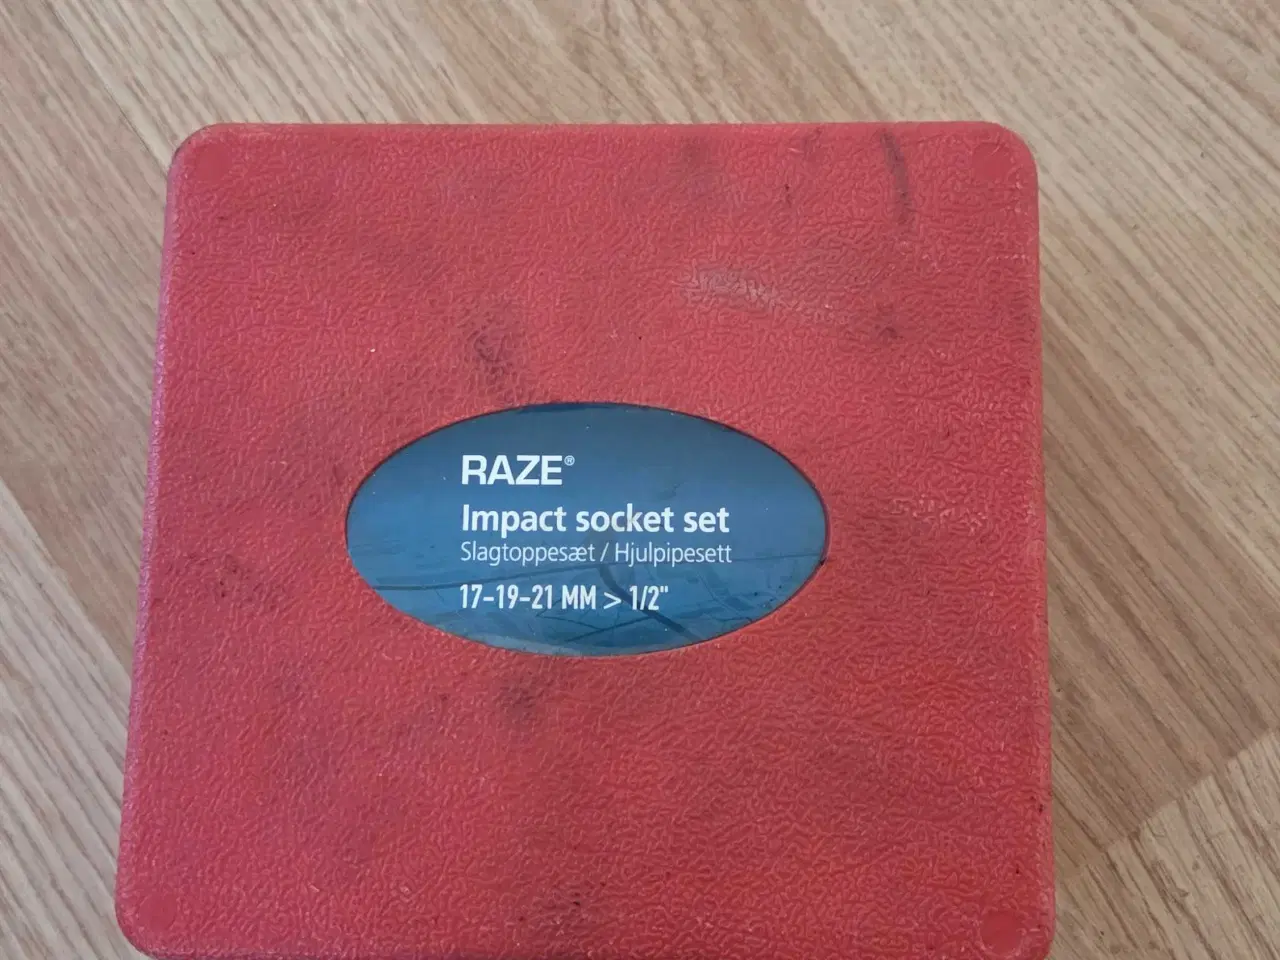 RAZE®
Impact socket set
Slagtoppesæt / Hjulpipesett
17-19-21 MM > 1/2"